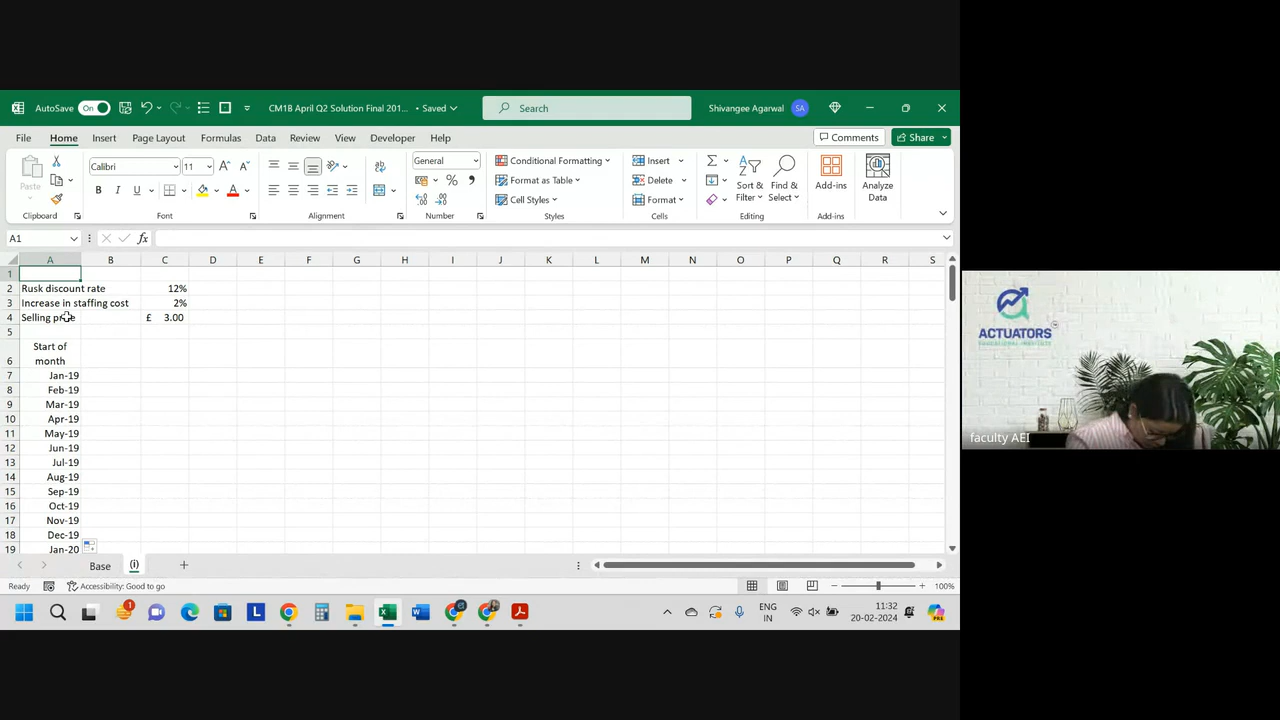 AutoSave On CM1B April Q2 Solution Final 201... • Saved Search Shivangee Agarwal SA
File Home Insert Page Layout Formulas Data Review View Developer Help Comments Share
Calibri 11 General Conditional Formatting Insert
Paste B I U Format as Table Delete Sort & Filter Find & Select Add-ins Analyze Data
Cell Styles Format
Clipboard Font Alignment Number Styles Cells Editing Add-ins
A1 fx
A B C D E F G H I J K L M N O P Q R S
1
2 Rusk discount rate 12%
3 Increase in staffing cost 2%
4 Selling price £ 3.00
5
6 Start of month
7 Jan-19
8 Feb-19
9 Mar-19
10 Apr-19
11 May-19
12 Jun-19
13 Jul-19
14 Aug-19
15 Sep-19
16 Oct-19
17 Nov-19
18 Dec-19
19 Jan-20
Base (i)
Ready Accessibility: Good to go 100%
1 ENG IN 11:32 20-02-2024
ACTUATORS
faculty AEI